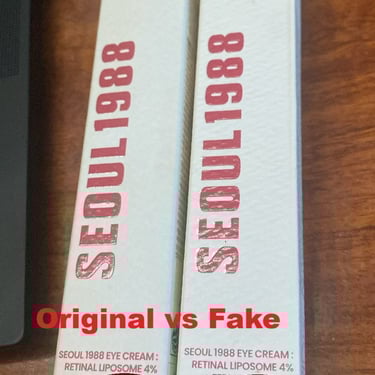 SEOUL1988
SEOUL1988
Original vs Fake
SEOUL 1988 EYE CREAM :
RETINAL LIPOSOME 4%
SEOUL 1988 EYE CREAM :
RETINAL LIPOSOME 4%